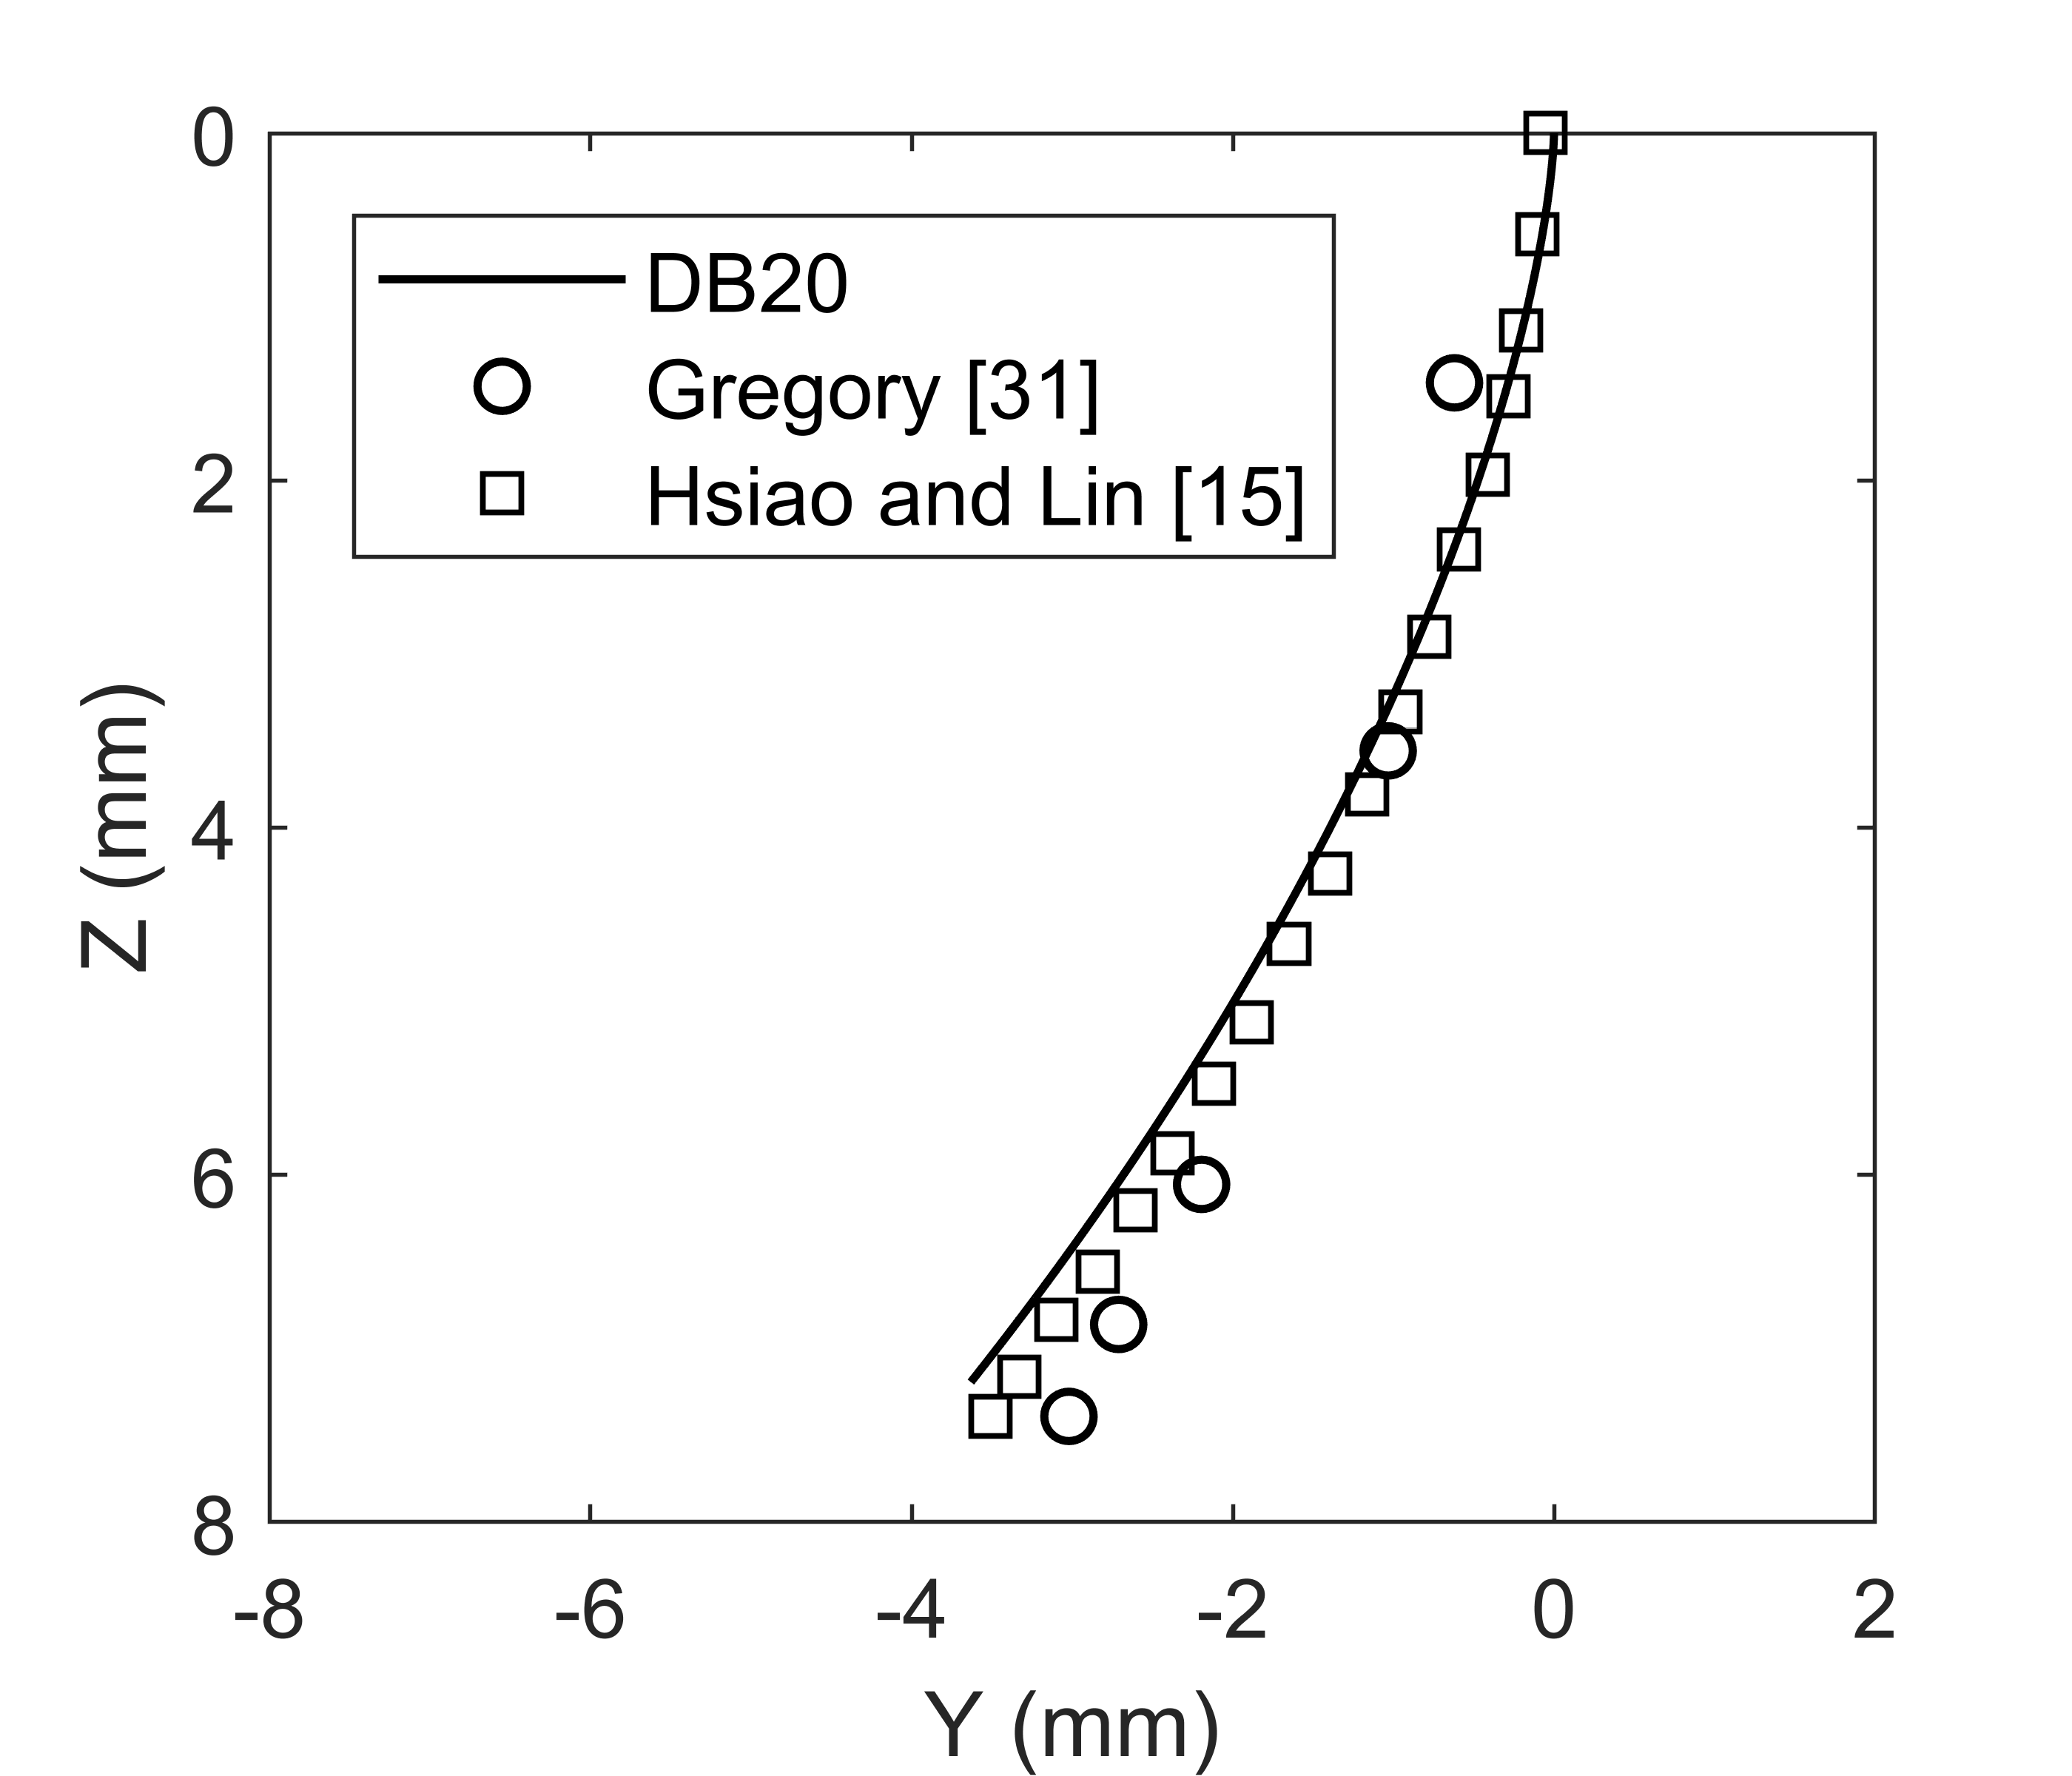 0
2
4
6
8
Z (mm)
DB20
Gregory [31]
Hsiao and Lin [15]
-8 -6 -4 -2 0 2
Y (mm)